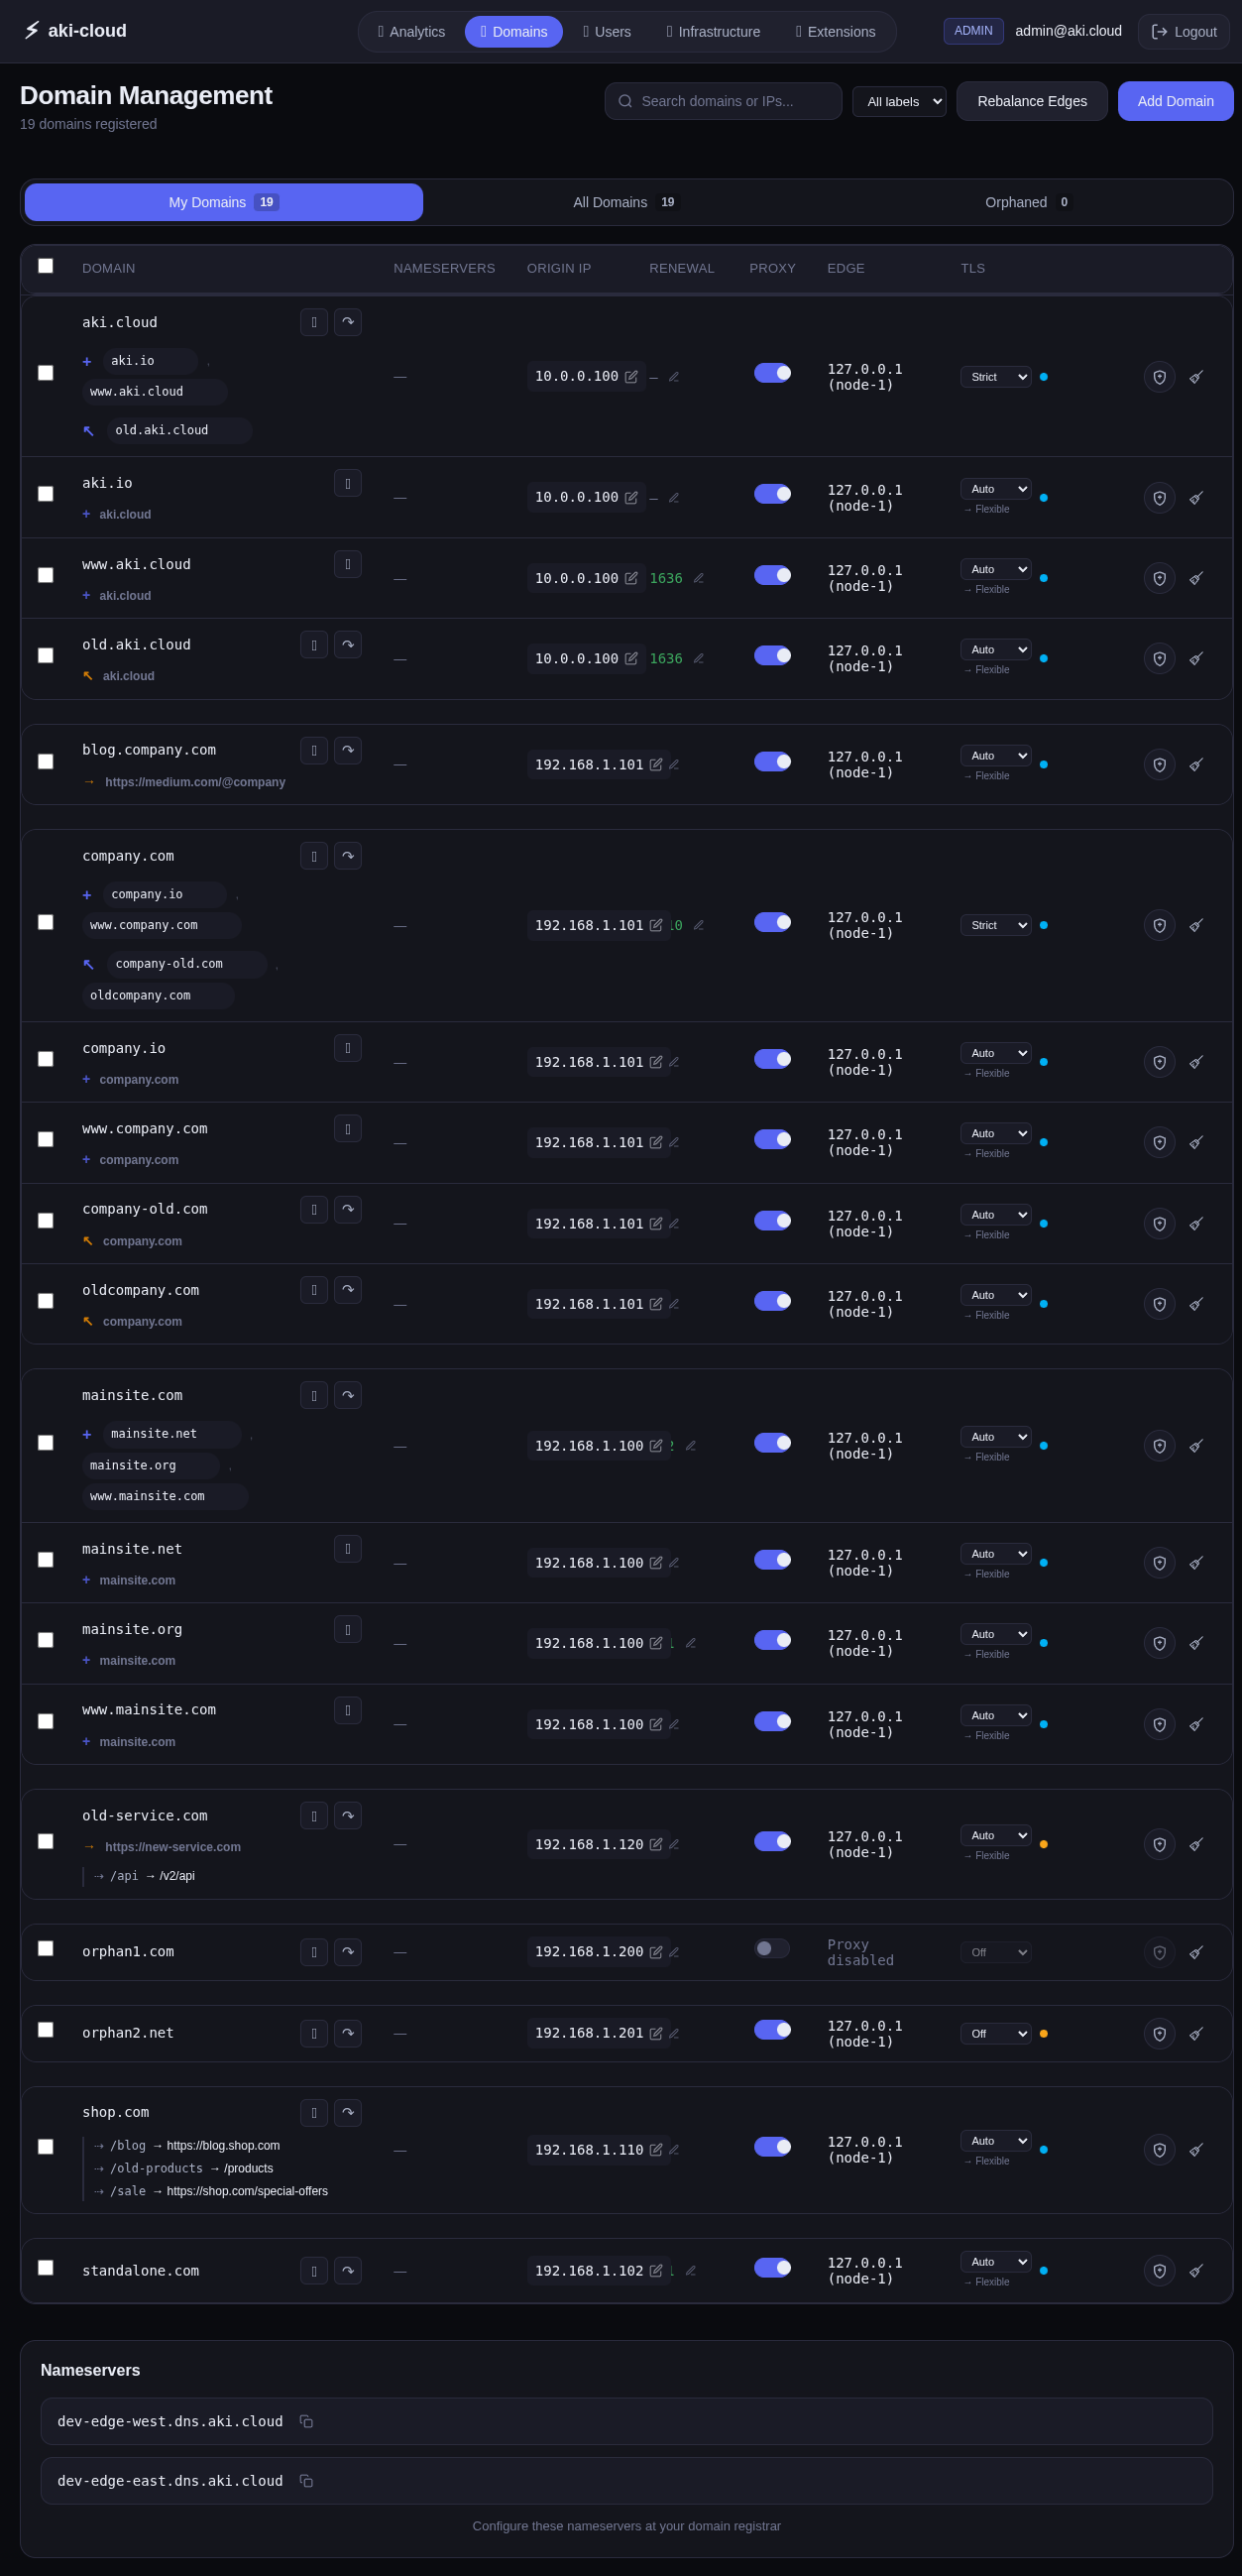 aki-cloud
Analytics
Domains
Users
Infrastructure
Extensions
ADMIN
admin@aki.cloud
Logout
Domain Management
19 domains registered
Search domains or IPs...
All labels
Rebalance Edges
Add Domain
My Domains 19
All Domains 19
Orphaned 0
DOMAIN NAMESERVERS ORIGIN IP RENEWAL PROXY EDGE TLS
aki.cloud ↷
+ aki.io ,
www.aki.cloud
↖ old.aki.cloud
— 10.0.0.100 — 127.0.0.1 (node-1) Strict
aki.io
+ aki.cloud
— 10.0.0.100 — 127.0.0.1 (node-1) Auto
→ Flexible
www.aki.cloud
+ aki.cloud
— 10.0.0.100 1636 127.0.0.1 (node-1) Auto
→ Flexible
old.aki.cloud ↷
↖ aki.cloud
— 10.0.0.100 1636 127.0.0.1 (node-1) Auto
→ Flexible
blog.company.com ↷
→ https://medium.com/@company
— 192.168.1.101 127.0.0.1 (node-1) Auto
→ Flexible
company.com ↷
+ company.io ,
www.company.com
↖ company-old.com ,
oldcompany.com
— 192.168.1.101 127.0.0.1 (node-1) Strict
company.io
+ company.com
— 192.168.1.101 127.0.0.1 (node-1) Auto
→ Flexible
www.company.com
+ company.com
— 192.168.1.101 127.0.0.1 (node-1) Auto
→ Flexible
company-old.com ↷
↖ company.com
— 192.168.1.101 127.0.0.1 (node-1) Auto
→ Flexible
oldcompany.com ↷
↖ company.com
— 192.168.1.101 127.0.0.1 (node-1) Auto
→ Flexible
mainsite.com ↷
+ mainsite.net ,
mainsite.org ,
www.mainsite.com
— 192.168.1.100 127.0.0.1 (node-1) Auto
→ Flexible
mainsite.net
+ mainsite.com
— 192.168.1.100 127.0.0.1 (node-1) Auto
→ Flexible
mainsite.org
+ mainsite.com
— 192.168.1.100 127.0.0.1 (node-1) Auto
→ Flexible
www.mainsite.com
+ mainsite.com
— 192.168.1.100 127.0.0.1 (node-1) Auto
→ Flexible
old-service.com ↷
→ https://new-service.com
⇢ /api → /v2/api
— 192.168.1.120 127.0.0.1 (node-1) Auto
→ Flexible
orphan1.com ↷ — 192.168.1.200 Proxy disabled Off
orphan2.net ↷ — 192.168.1.201 127.0.0.1 (node-1) Off
shop.com ↷
⇢ /blog → https://blog.shop.com
⇢ /old-products → /products
⇢ /sale → https://shop.com/special-offers
— 192.168.1.110 127.0.0.1 (node-1) Auto
→ Flexible
standalone.com ↷ — 192.168.1.102 127.0.0.1 (node-1) Auto
→ Flexible
Nameservers
dev-edge-west.dns.aki.cloud
dev-edge-east.dns.aki.cloud
Configure these nameservers at your domain registrar